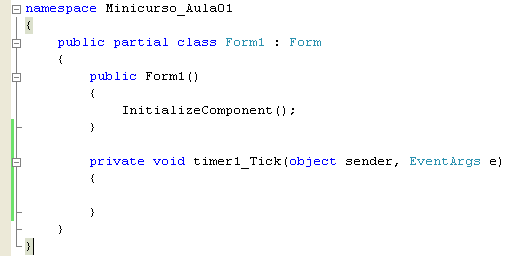 namespace Minicurso_Aula01
{
public partial class Form1 : Form
{
public Form1()
{
InitializeComponent();
}
private void timer1_Tick(object sender, EventArgs e)
{
}
}
}